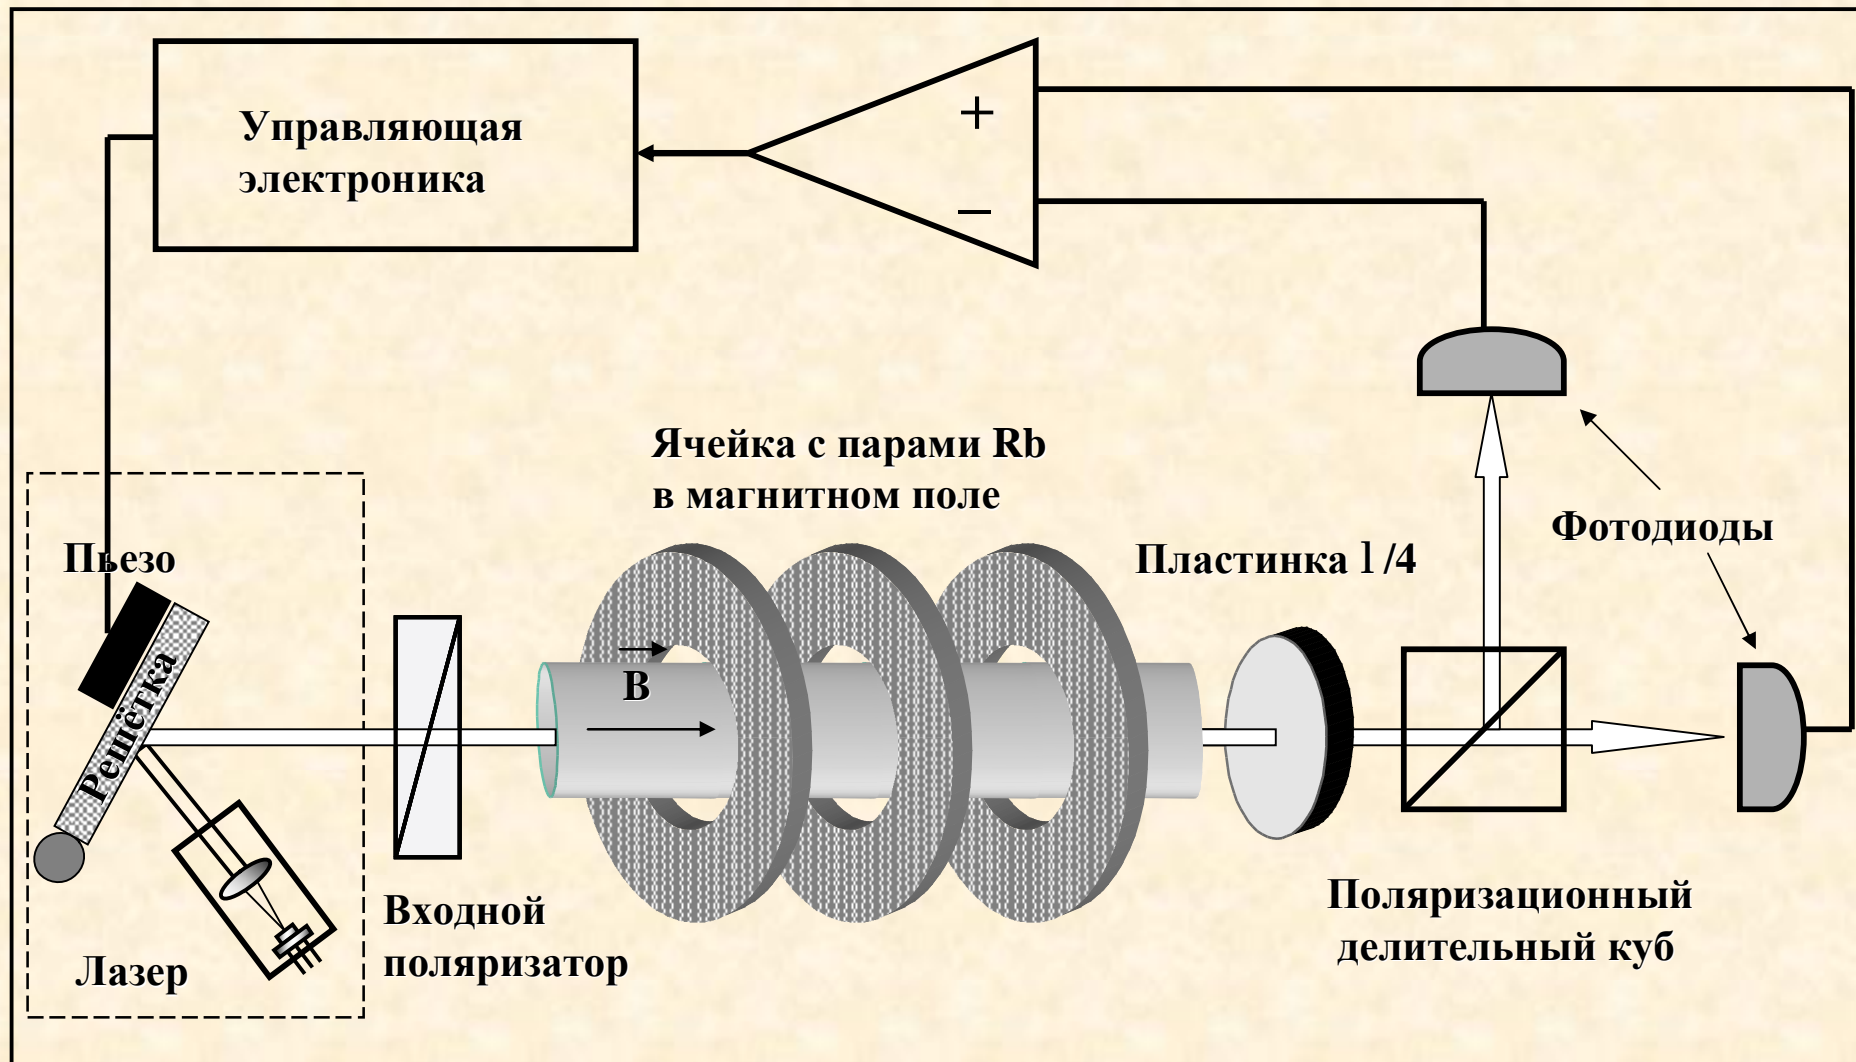 Управляющая
электроника
+
−
Ячейка с парами Rb
в магнитном поле
Пьезо
Пластинка l /4
Фотодиоды
Решётка
B
Входной
поляризатор
Поляризационный
делительный куб
Лазер